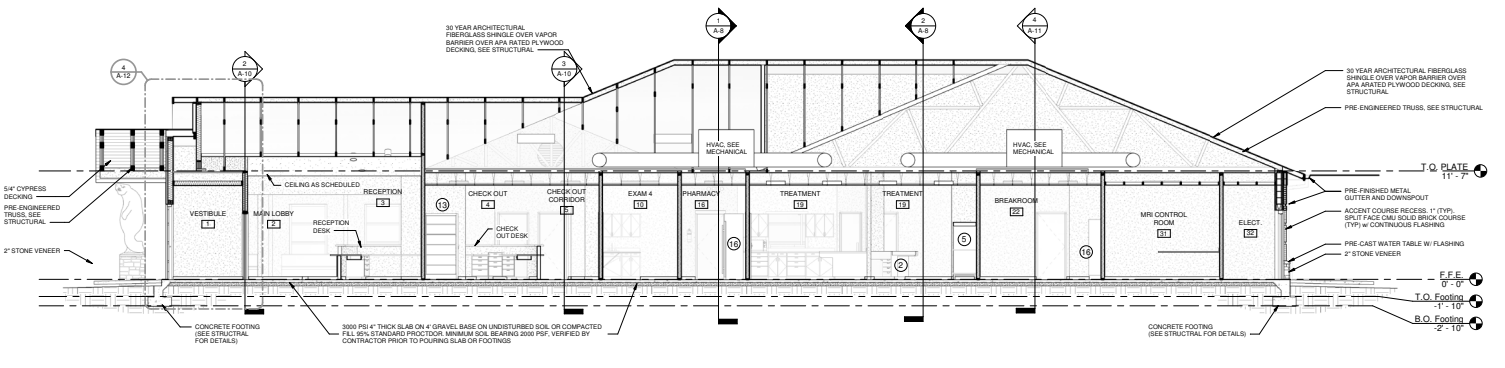 1
A-8
2
A-8
4
A-11
30 YEAR ARCHITECTURAL
FIBERGLASS SHINGLE OVER VAPOR
BARRIER OVER APA RATED PLYWOOD
DECKING, SEE STRUCTURAL
4
A-12
2
A-10
3
A-10
30 YEAR ARCHITECTURAL FIBERGLASS
SHINGLE OVER VAPOR BARRIER OVER
APA ARATED PLYWOOD DECKING, SEE
STRUCTURAL
PRE-ENGINEERED TRUSS, SEE STRUCTURAL
HVAC, SEE
MECHANICAL
HVAC, SEE
MECHANICAL
T.O. PLATE
11' - 7"
5/4" CYPRESS
DECKING
PRE-ENGINEERED
TRUSS, SEE
STRUCTURAL
2" STONE VENEER
CEILING AS SCHEDULED
VESTIBULE
1
MAIN LOBBY
2
RECEPTION
3
RECEPTION
DESK
13
CHECK OUT
4
CHECK
OUT DESK
CHECK OUT
CORRIDOR
5
EXAM 4
10
PHARMACY
16
16
TREATMENT
19
TREATMENT
19
2
5
BREAKROOM
22
16
MRI CONTROL
ROOM
31
ELECT.
32
PRE-FINISHED METAL
GUTTER AND DOWNSPOUT
ACCENT COURSE RECESS. 1" (TYP).
SPLIT FACE CMU SOLID BRICK COURSE
(TYP) w/ CONTINUOUS FLASHING
PRE-CAST WATER TABLE W/ FLASHING
2" STONE VENEER
F.F.E.
0' - 0"
T.O. Footing
-1' - 10"
B.O. Footing
-2' - 10"
CONCRETE FOOTING
(SEE STRUCTRAL
FOR DETAILS)
3000 PSI 4" THICK SLAB ON 4' GRAVEL BASE ON UNDISTURBED SOIL OR COMPACTED
FILL 95% STANDARD PROCTDOR. MINIMUM SOIL BEARING 2000 PSF, VERIFIED BY
CONTRACTOR PRIOR TO POURING SLAB OR FOOTINGS
CONCRETE FOOTING
(SEE STRUCTURAL
FOR DETAILS)